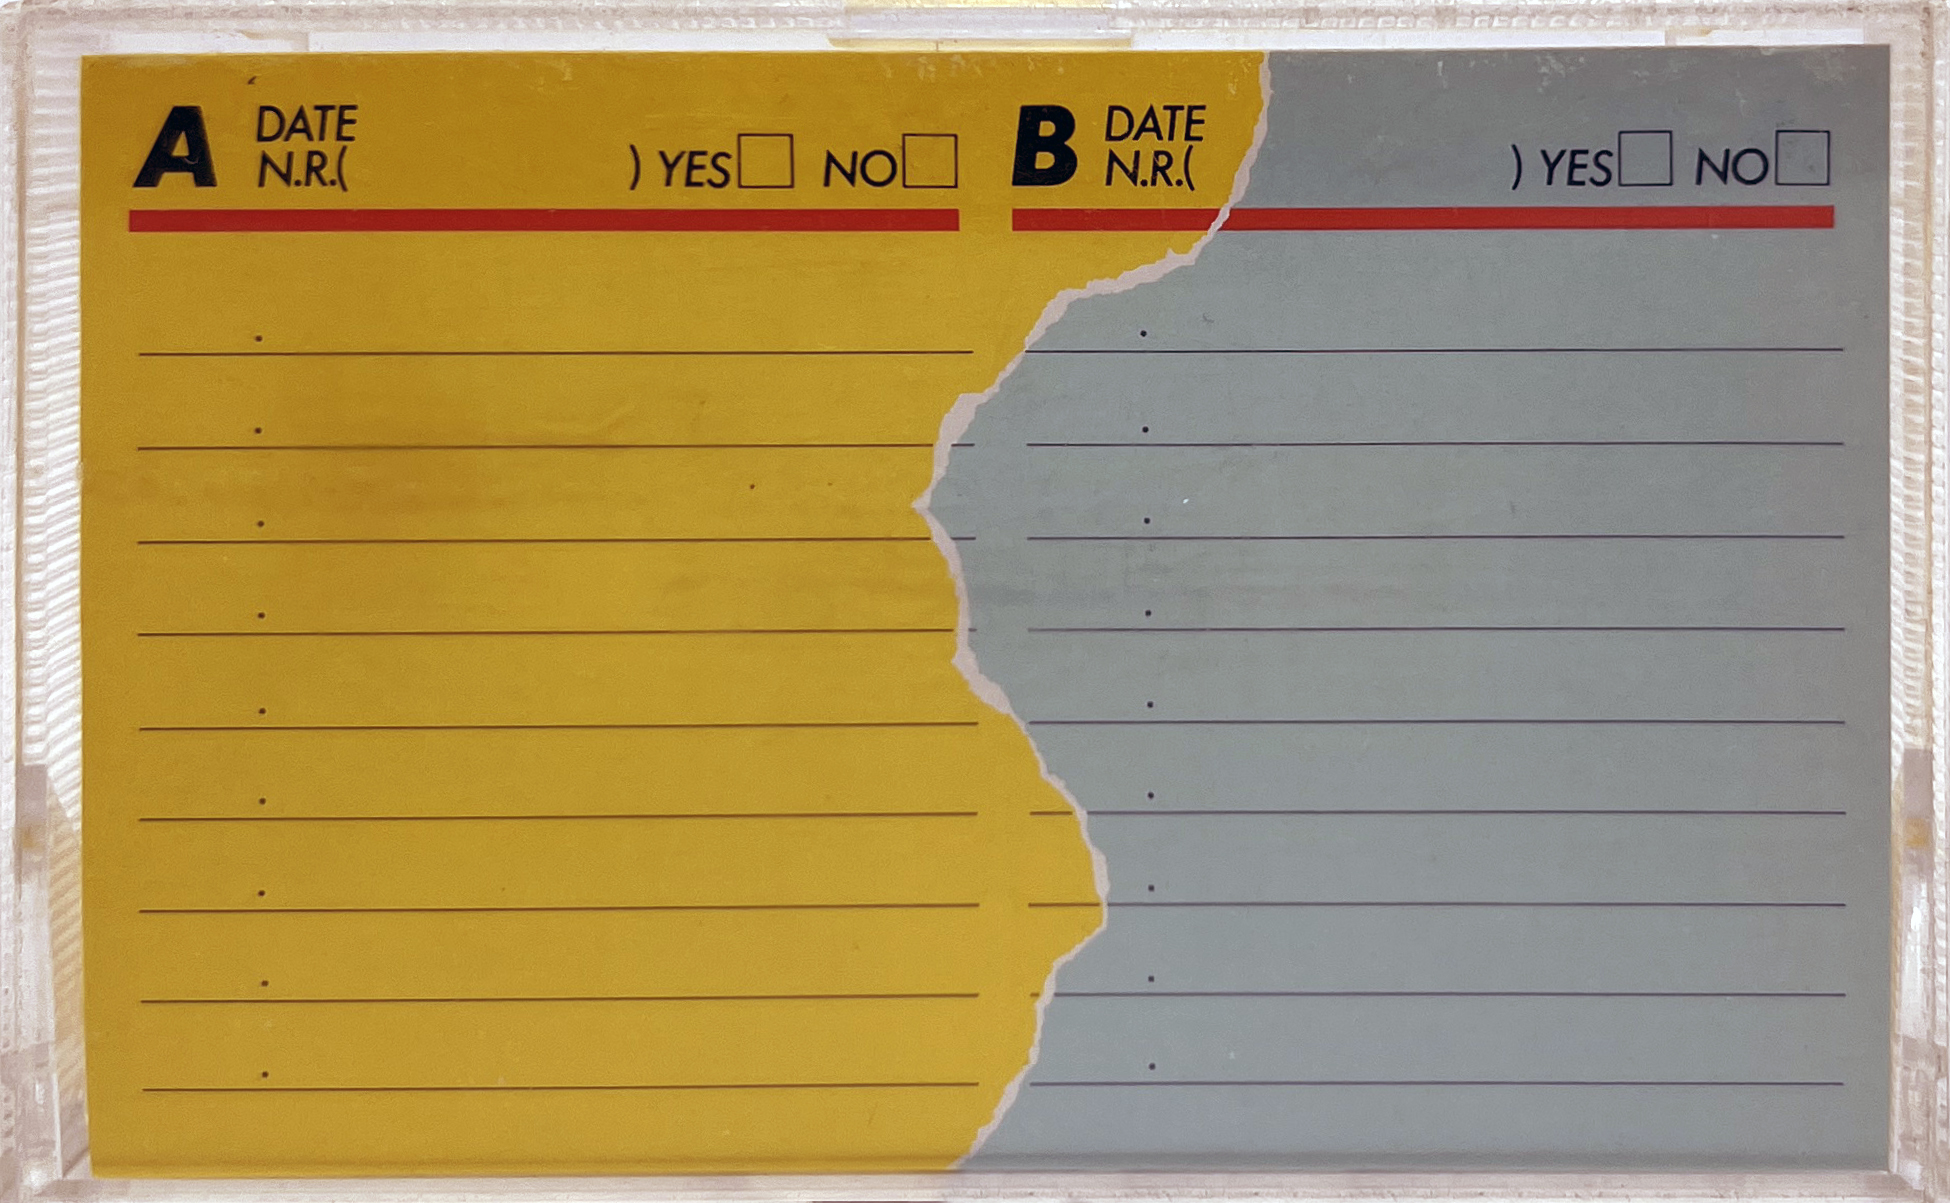 A DATE
N.R.( ) YES NO
B DATE
N.R.( ) YES NO